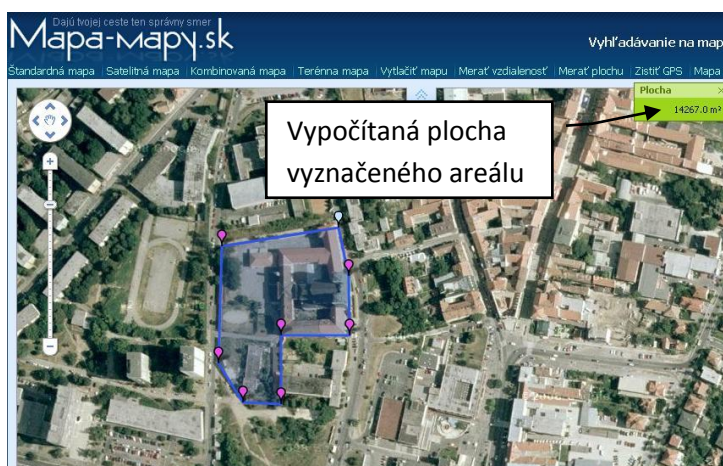 Dajú tvojej ceste ten správny smer
Mapa-Mapy.sk
Vyhľadávanie na map
Štandardná mapa Satelitná mapa Kombinovaná mapa Terénna mapa Vytlačiť mapu Merať vzdialenosť Merať plochu Zistiť GPS Mapa
Plocha ×
14267.0 m²
Vypočítaná plocha
vyznačeného areálu